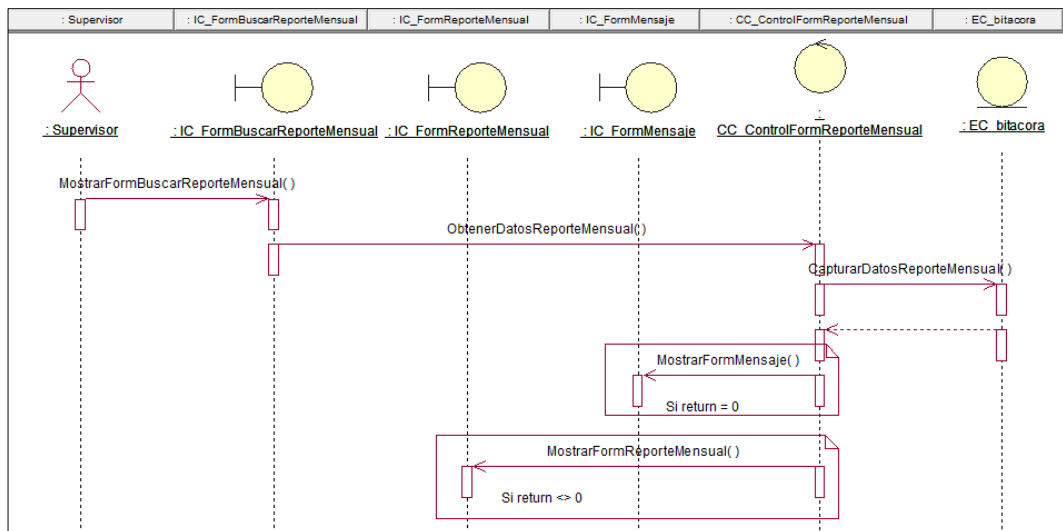 : Supervisor
: IC_FormBuscarReporteMensual
: IC_FormReporteMensual
: IC_FormMensaje
: CC_ControlFormReporteMensual
: EC_bitacora
: Supervisor
: IC_FormBuscarReporteMensual
: IC_FormReporteMensual
: IC_FormMensaje
:
CC_ControlFormReporteMensual
: EC_bitacora
MostrarFormBuscarReporteMensual( )
ObtenerDatosReporteMensual( )
CapturarDatosReporteMensual( )
MostrarFormMensaje( )
Si return = 0
MostrarFormReporteMensual( )
Si return <> 0